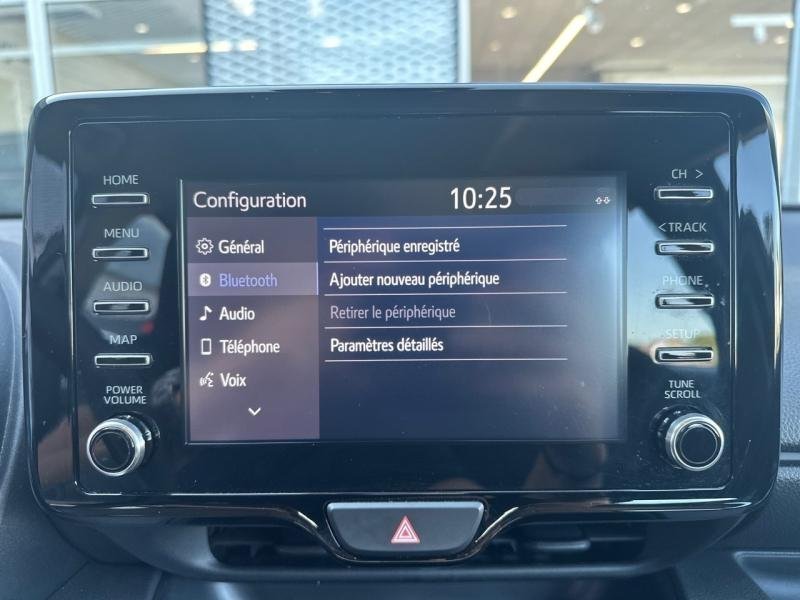 HOME
MENU
AUDIO
MAP
POWER
VOLUME
Configuration
10:25
Général
Bluetooth
Audio
Téléphone
Voix
Périphérique enregistré
Ajouter nouveau périphérique
Retirer le périphérique
Paramètres détaillés
CH >
< TRACK
PHONE
SETUP
TUNE
SCROLL